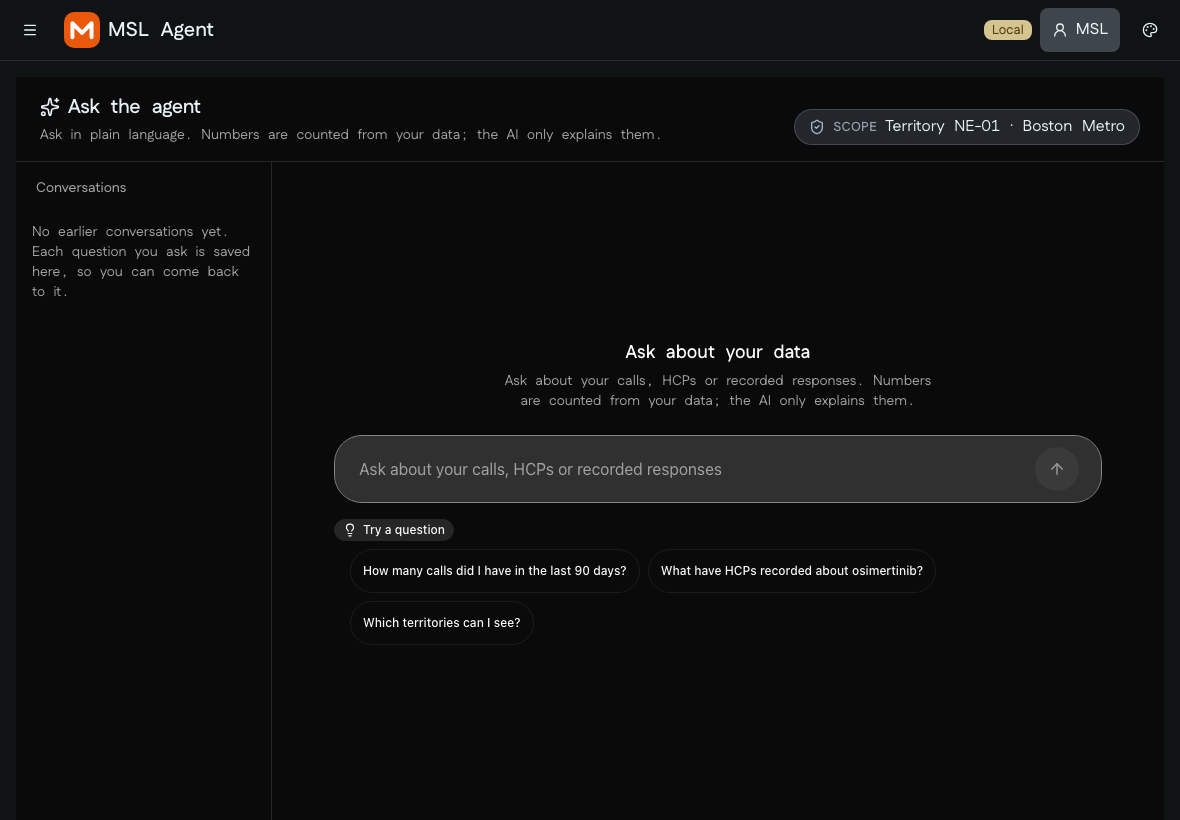 MSL Agent
Local
MSL
Ask the agent
Ask in plain language. Numbers are counted from your data; the AI only explains them.
SCOPE Territory NE-01 · Boston Metro
Conversations
No earlier conversations yet.
Each question you ask is saved
here, so you can come back
to it.
Ask about your data
Ask about your calls, HCPs or recorded responses. Numbers
are counted from your data; the AI only explains them.
Ask about your calls, HCPs or recorded responses
Try a question
How many calls did I have in the last 90 days?
What have HCPs recorded about osimertinib?
Which territories can I see?